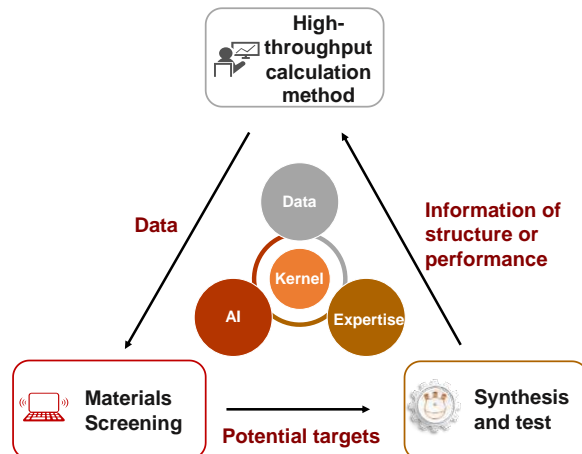 High-
throughput
calculation
method
Data
Data
Information of
structure or
performance
Kernel
AI
Expertise
Materials
Screening
Potential targets
Synthesis
and test